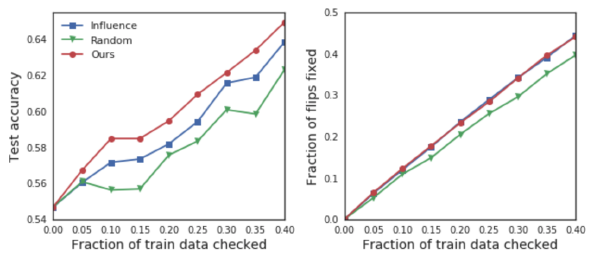 Influence
Random
Ours
Test accuracy
0.64
0.62
0.60
0.58
0.56
0.54
0.00 0.05 0.10 0.15 0.20 0.25 0.30 0.35 0.40
Fraction of train data checked
Fraction of flips fixed
0.5
0.4
0.3
0.2
0.1
0.0
0.00 0.05 0.10 0.15 0.20 0.25 0.30 0.35 0.40
Fraction of train data checked